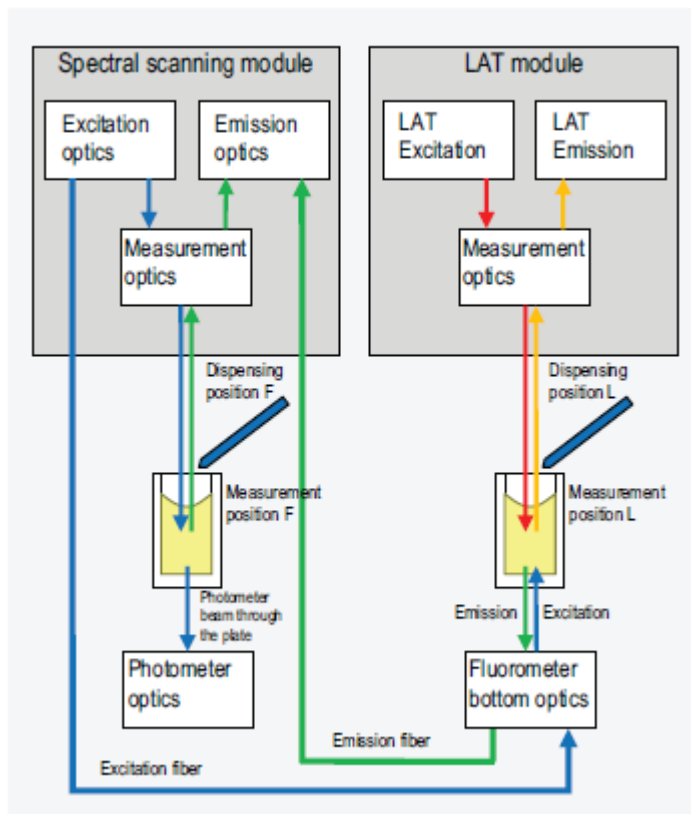 Spectral scanning module
LAT module
Excitation
optics
Emission
optics
LAT
Excitation
LAT
Emission
Measurement
optics
Measurement
optics
Dispensing
position F
Dispensing
position L
Measurement
position F
Measurement
position L
Photometer
beam through
the plate
Emission
Excitation
Photometer
optics
Fluorometer
bottom optics
Emission fiber
Excitation fiber